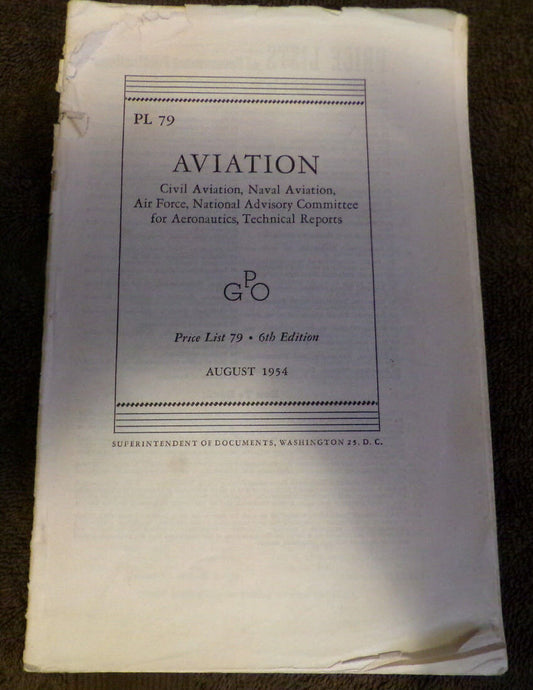 PL 79
AVIATION
Civil Aviation, Naval Aviation,
Air Force, National Advisory Committee
for Aeronautics, Technical Reports
GPO
Price List 79 • 6th Edition
AUGUST 1954
SUPERINTENDENT OF DOCUMENTS, WASHINGTON 25, D. C.